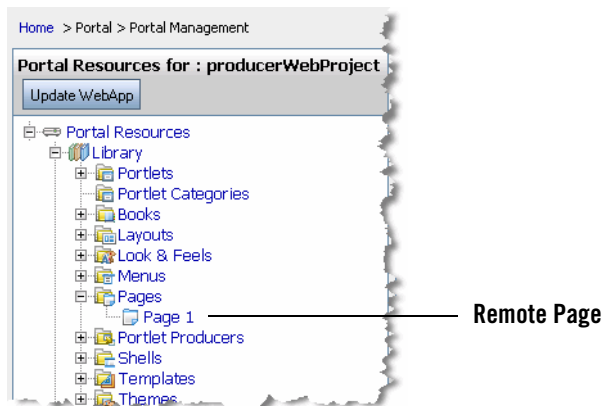 Home > Portal > Portal Management
Portal Resources for : producerWebProject
Update WebApp
Portal Resources
Library
Portlets
Portlet Categories
Books
Layouts
Look & Feels
Menus
Pages
Page 1
Remote Page
Portlet Producers
Shells
Templates
Themes